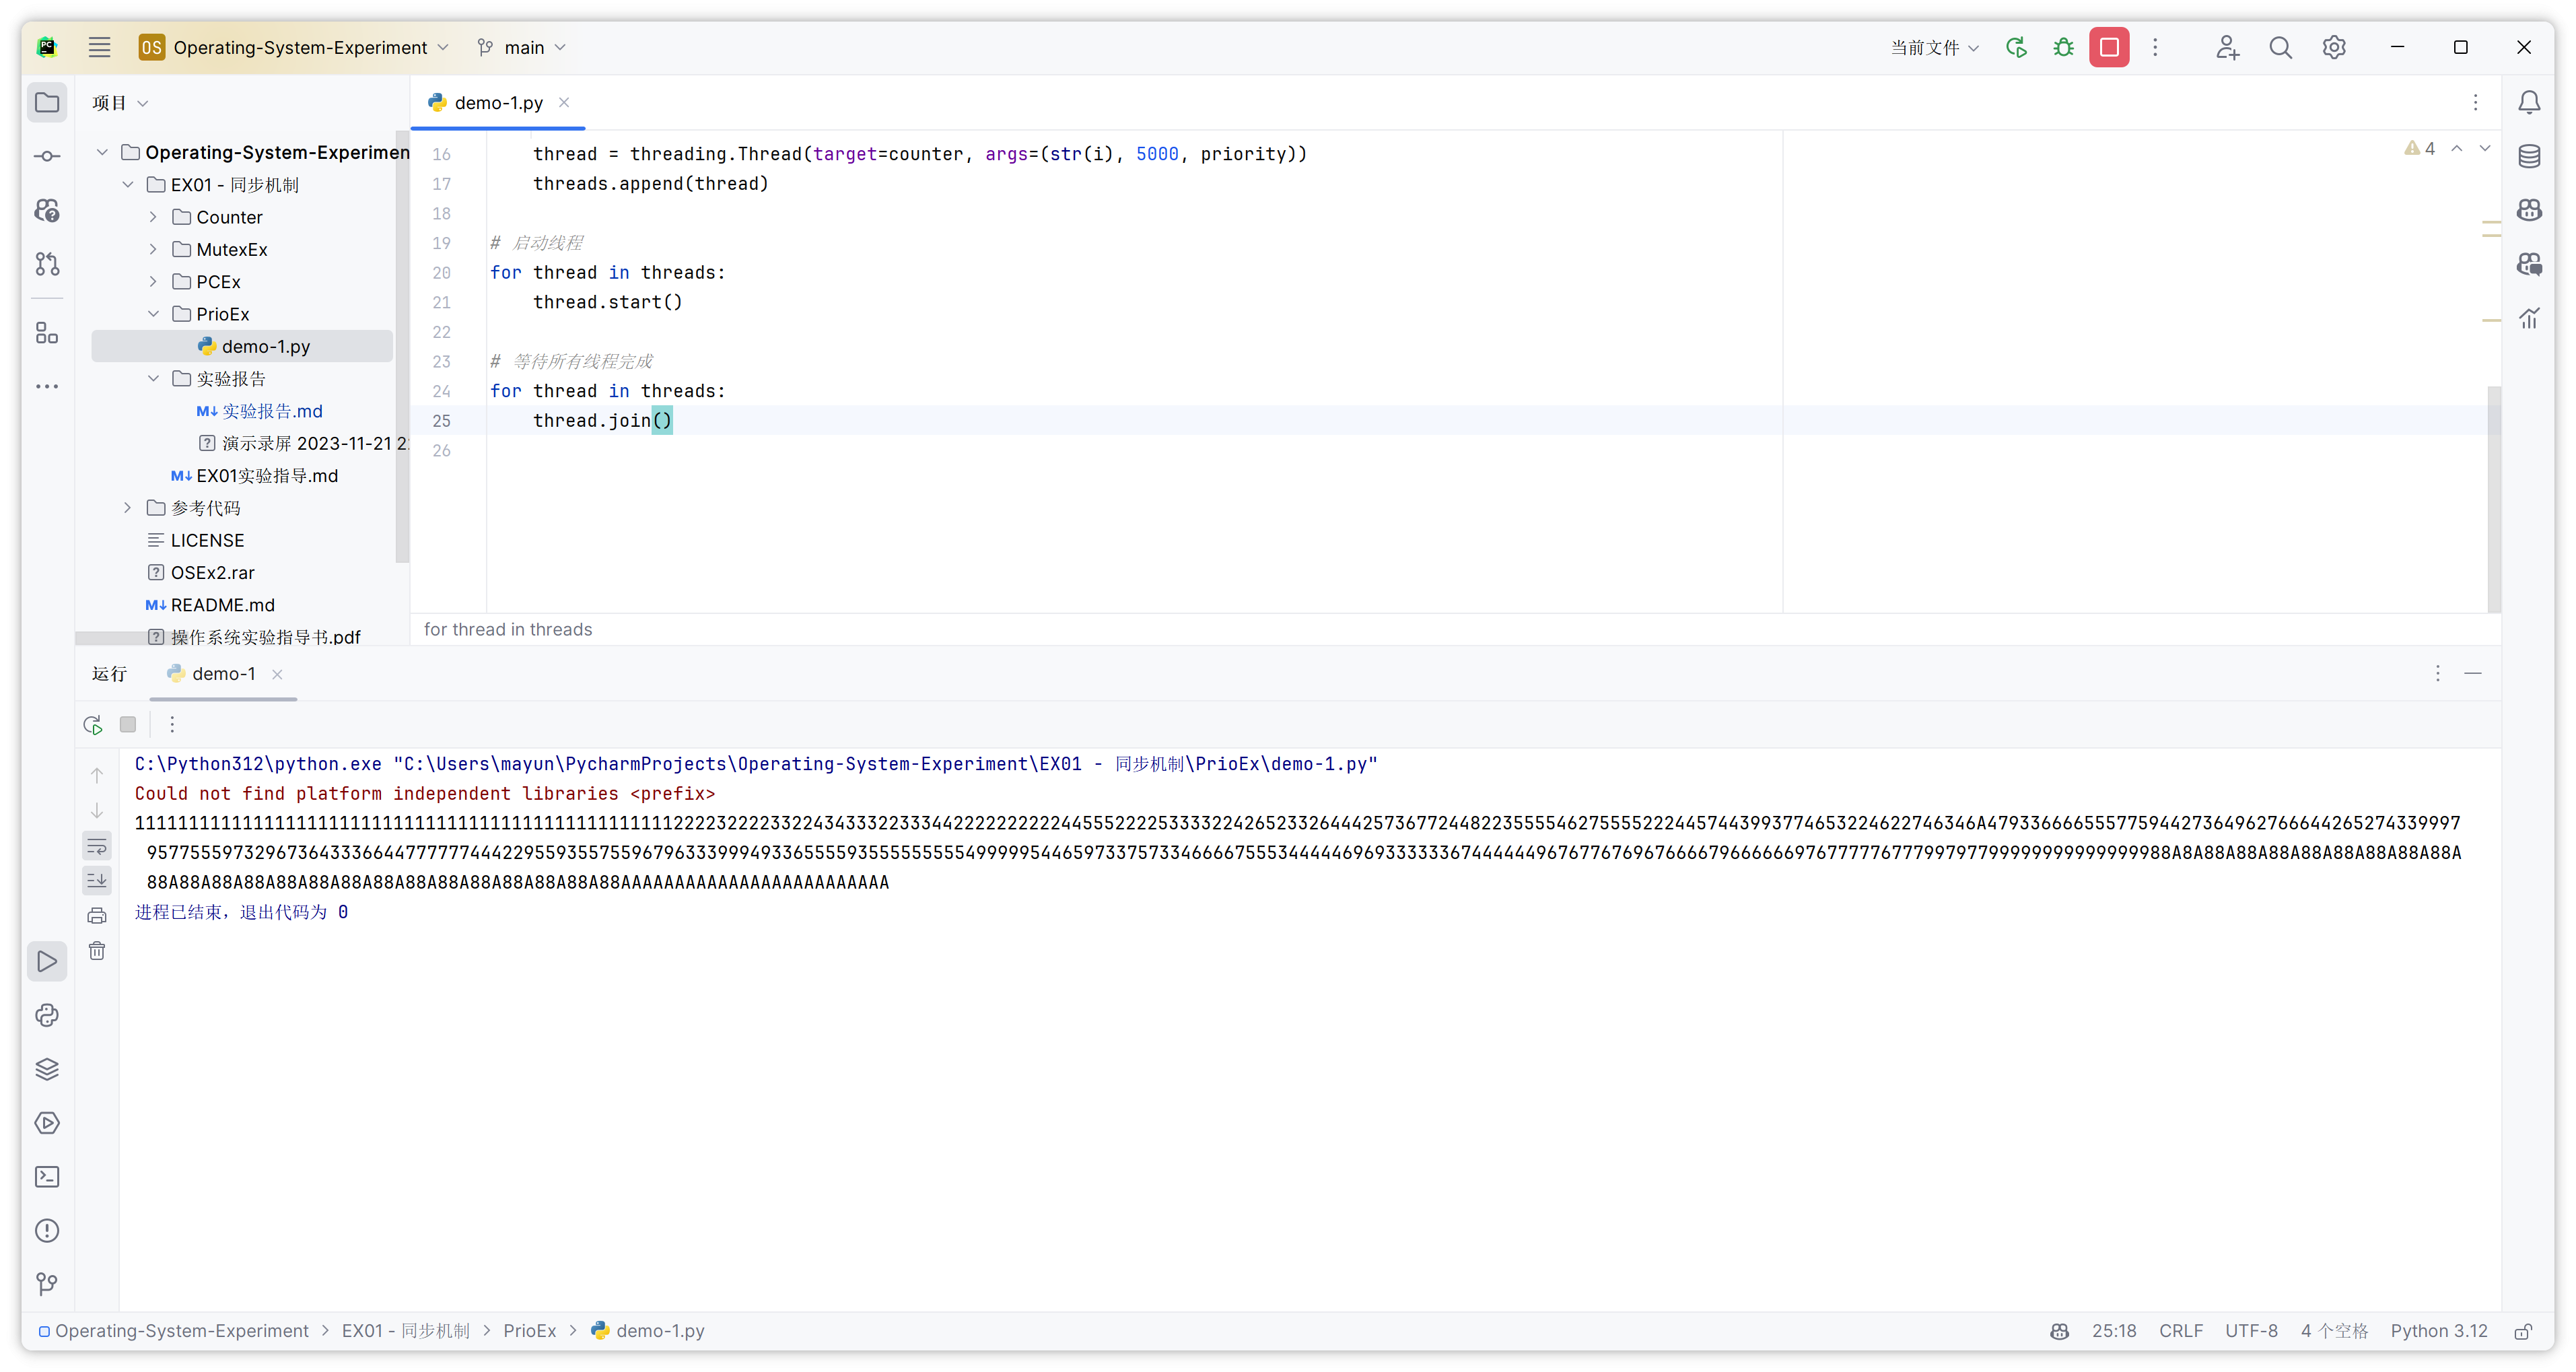 PC
OS Operating-System-Experiment
main
当前文件
项目
demo-1.py
Operating-System-Experimen
EX01 - 同步机制
Counter
MutexEx
PCEx
PrioEx
demo-1.py
实验报告
实验报告.md
演示录屏 2023-11-21 2
EX01实验指导.md
参考代码
LICENSE
OSEx2.rar
README.md
操作系统实验指导书.pdf
4
16 thread = threading.Thread(target=counter, args=(str(i), 5000, priority))
17 threads.append(thread)
18
19 # 启动线程
20 for thread in threads:
21 thread.start()
22
23 # 等待所有线程完成
24 for thread in threads:
25 thread.join()
26
for thread in threads
运行
demo-1
C:\Python312\python.exe "C:\Users\mayun\PycharmProjects\Operating-System-Experiment\EX01 - 同步机制\PrioEx\demo-1.py"
Could not find platform independent libraries <prefix>
进程已结束，退出代码为 0
Operating-System-Experiment > EX01 - 同步机制 > PrioEx > demo-1.py
25:18 CRLF UTF-8 4 个空格 Python 3.12